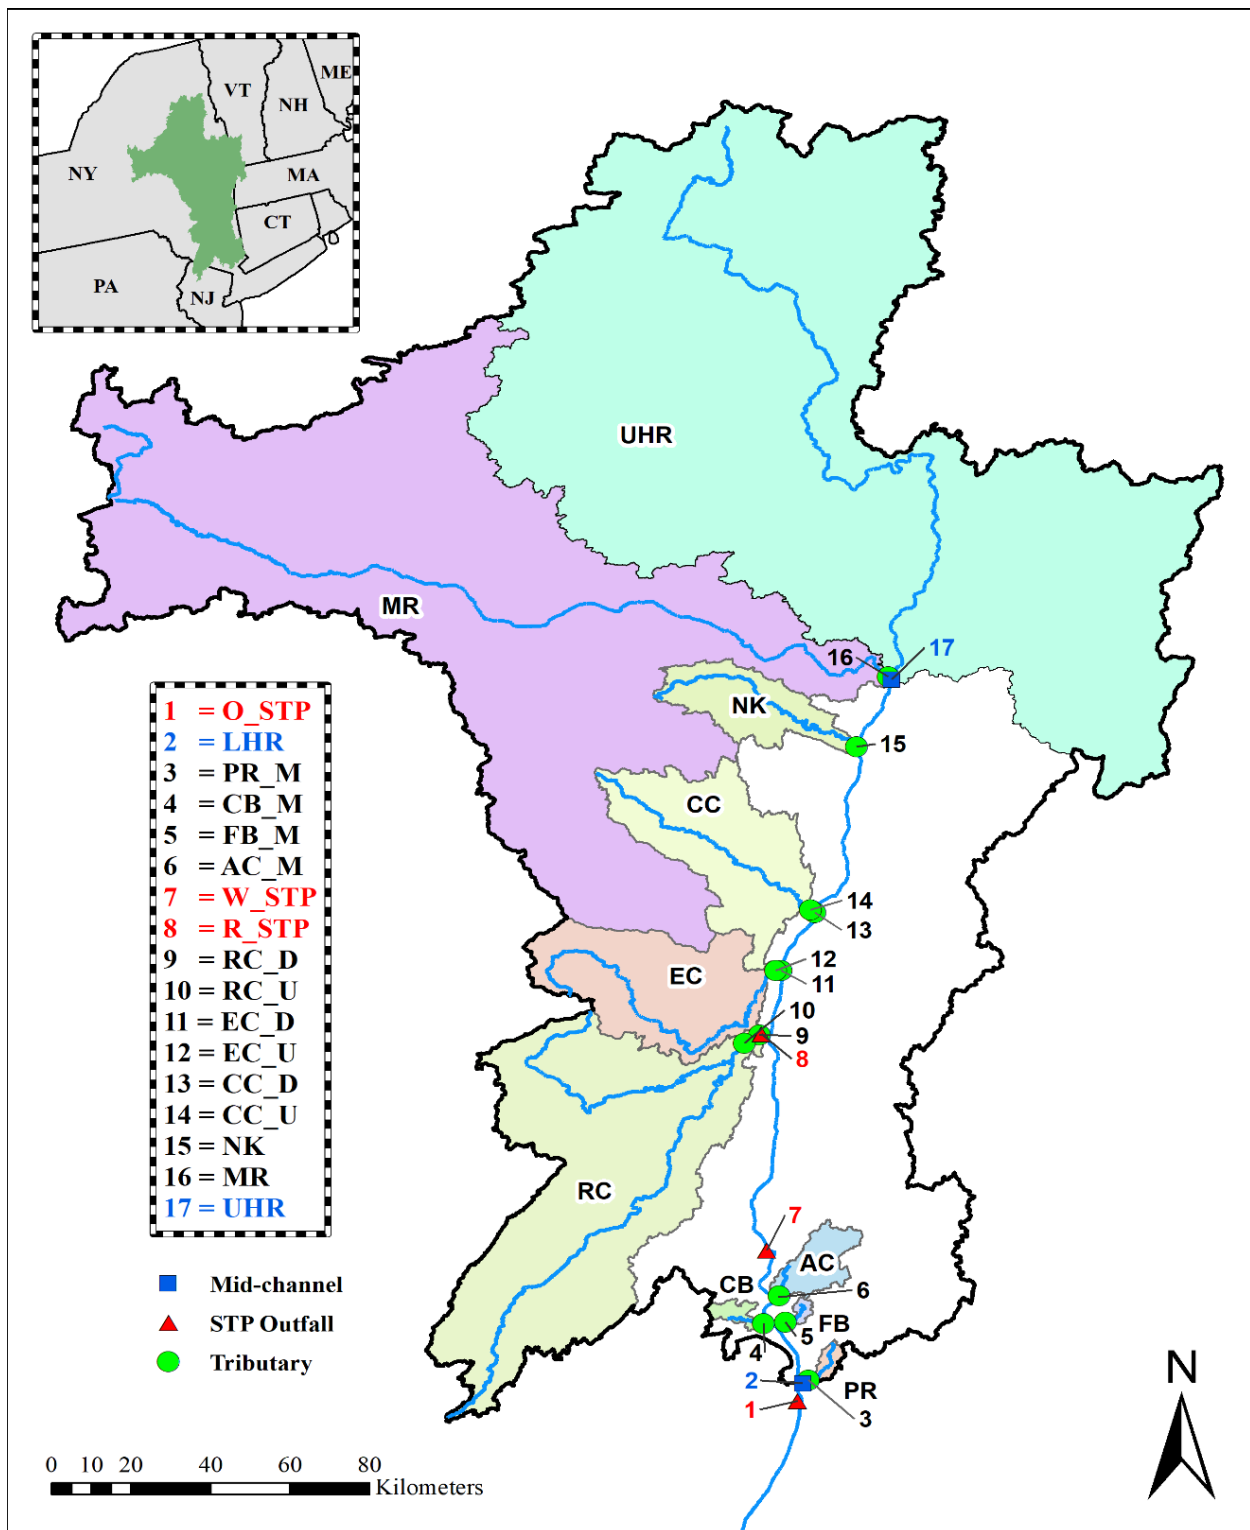 ME
VT
NH
NY
MA
CT
PA
NJ
UHR
MR
16
17
NK
15
CC
14
13
12
EC
11
10
9
8
RC
7
AC
CB
6
FB
5
4
2
PR
1
3
1 = O_STP
2 = LHR
3 = PR_M
4 = CB_M
5 = FB_M
6 = AC_M
7 = W_STP
8 = R_STP
9 = RC_D
10 = RC_U
11 = EC_D
12 = EC_U
13 = CC_D
14 = CC_U
15 = NK
16 = MR
17 = UHR
Mid-channel
STP Outfall
Tributary
N
0 10 20 40 60 80
Kilometers